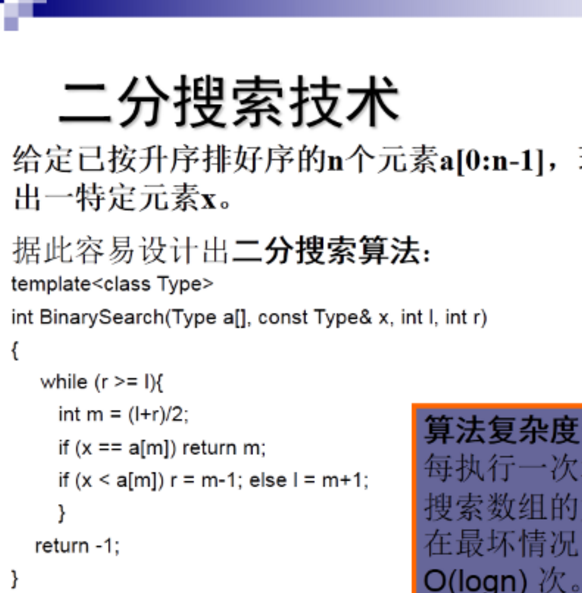 二分搜索技术
给定已按升序排好序的n个元素a[0:n-1]，
出一特定元素x。
据此容易设计出二分搜索算法：
template<class Type>
int BinarySearch(Type a[], const Type& x, int l, int r)
{
while (r >= l){
int m = (l+r)/2;
if (x == a[m]) return m;
if (x < a[m]) r = m-1; else l = m+1;
}
return -1;
}
算法复杂度
每执行一次
搜索数组的
在最坏情况
O(logn) 次。